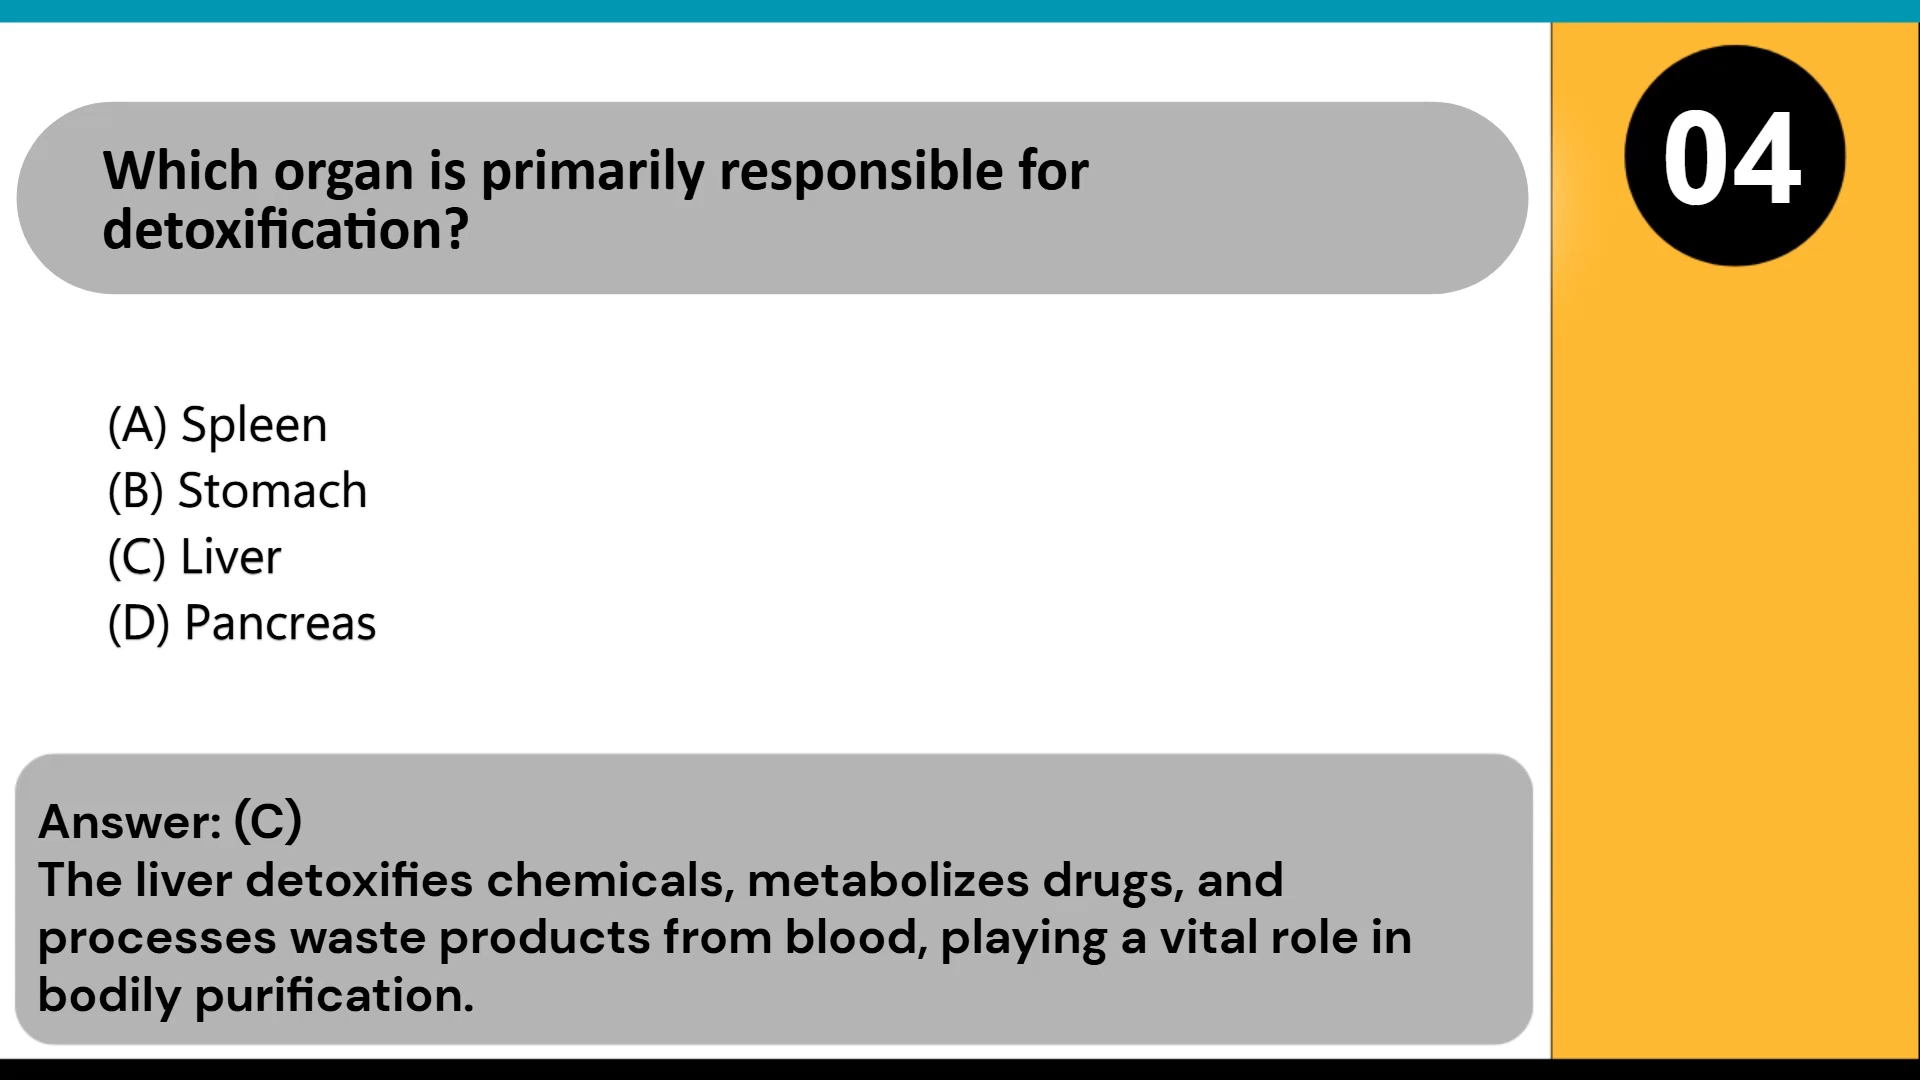 Which organ is primarily responsible for
detoxification?
04
(A) Spleen
(B) Stomach
(C) Liver
(D) Pancreas
Answer: (C)
The liver detoxifies chemicals, metabolizes drugs, and
processes waste products from blood, playing a vital role in
bodily purification.